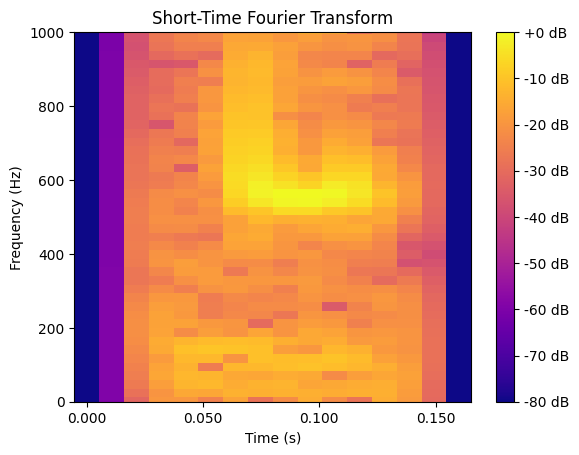 Short-Time Fourier Transform
1000
800
600
400
200
0
Frequency (Hz)
0.000
0.050
0.100
0.150
Time (s)
+0 dB
-10 dB
-20 dB
-30 dB
-40 dB
-50 dB
-60 dB
-70 dB
-80 dB